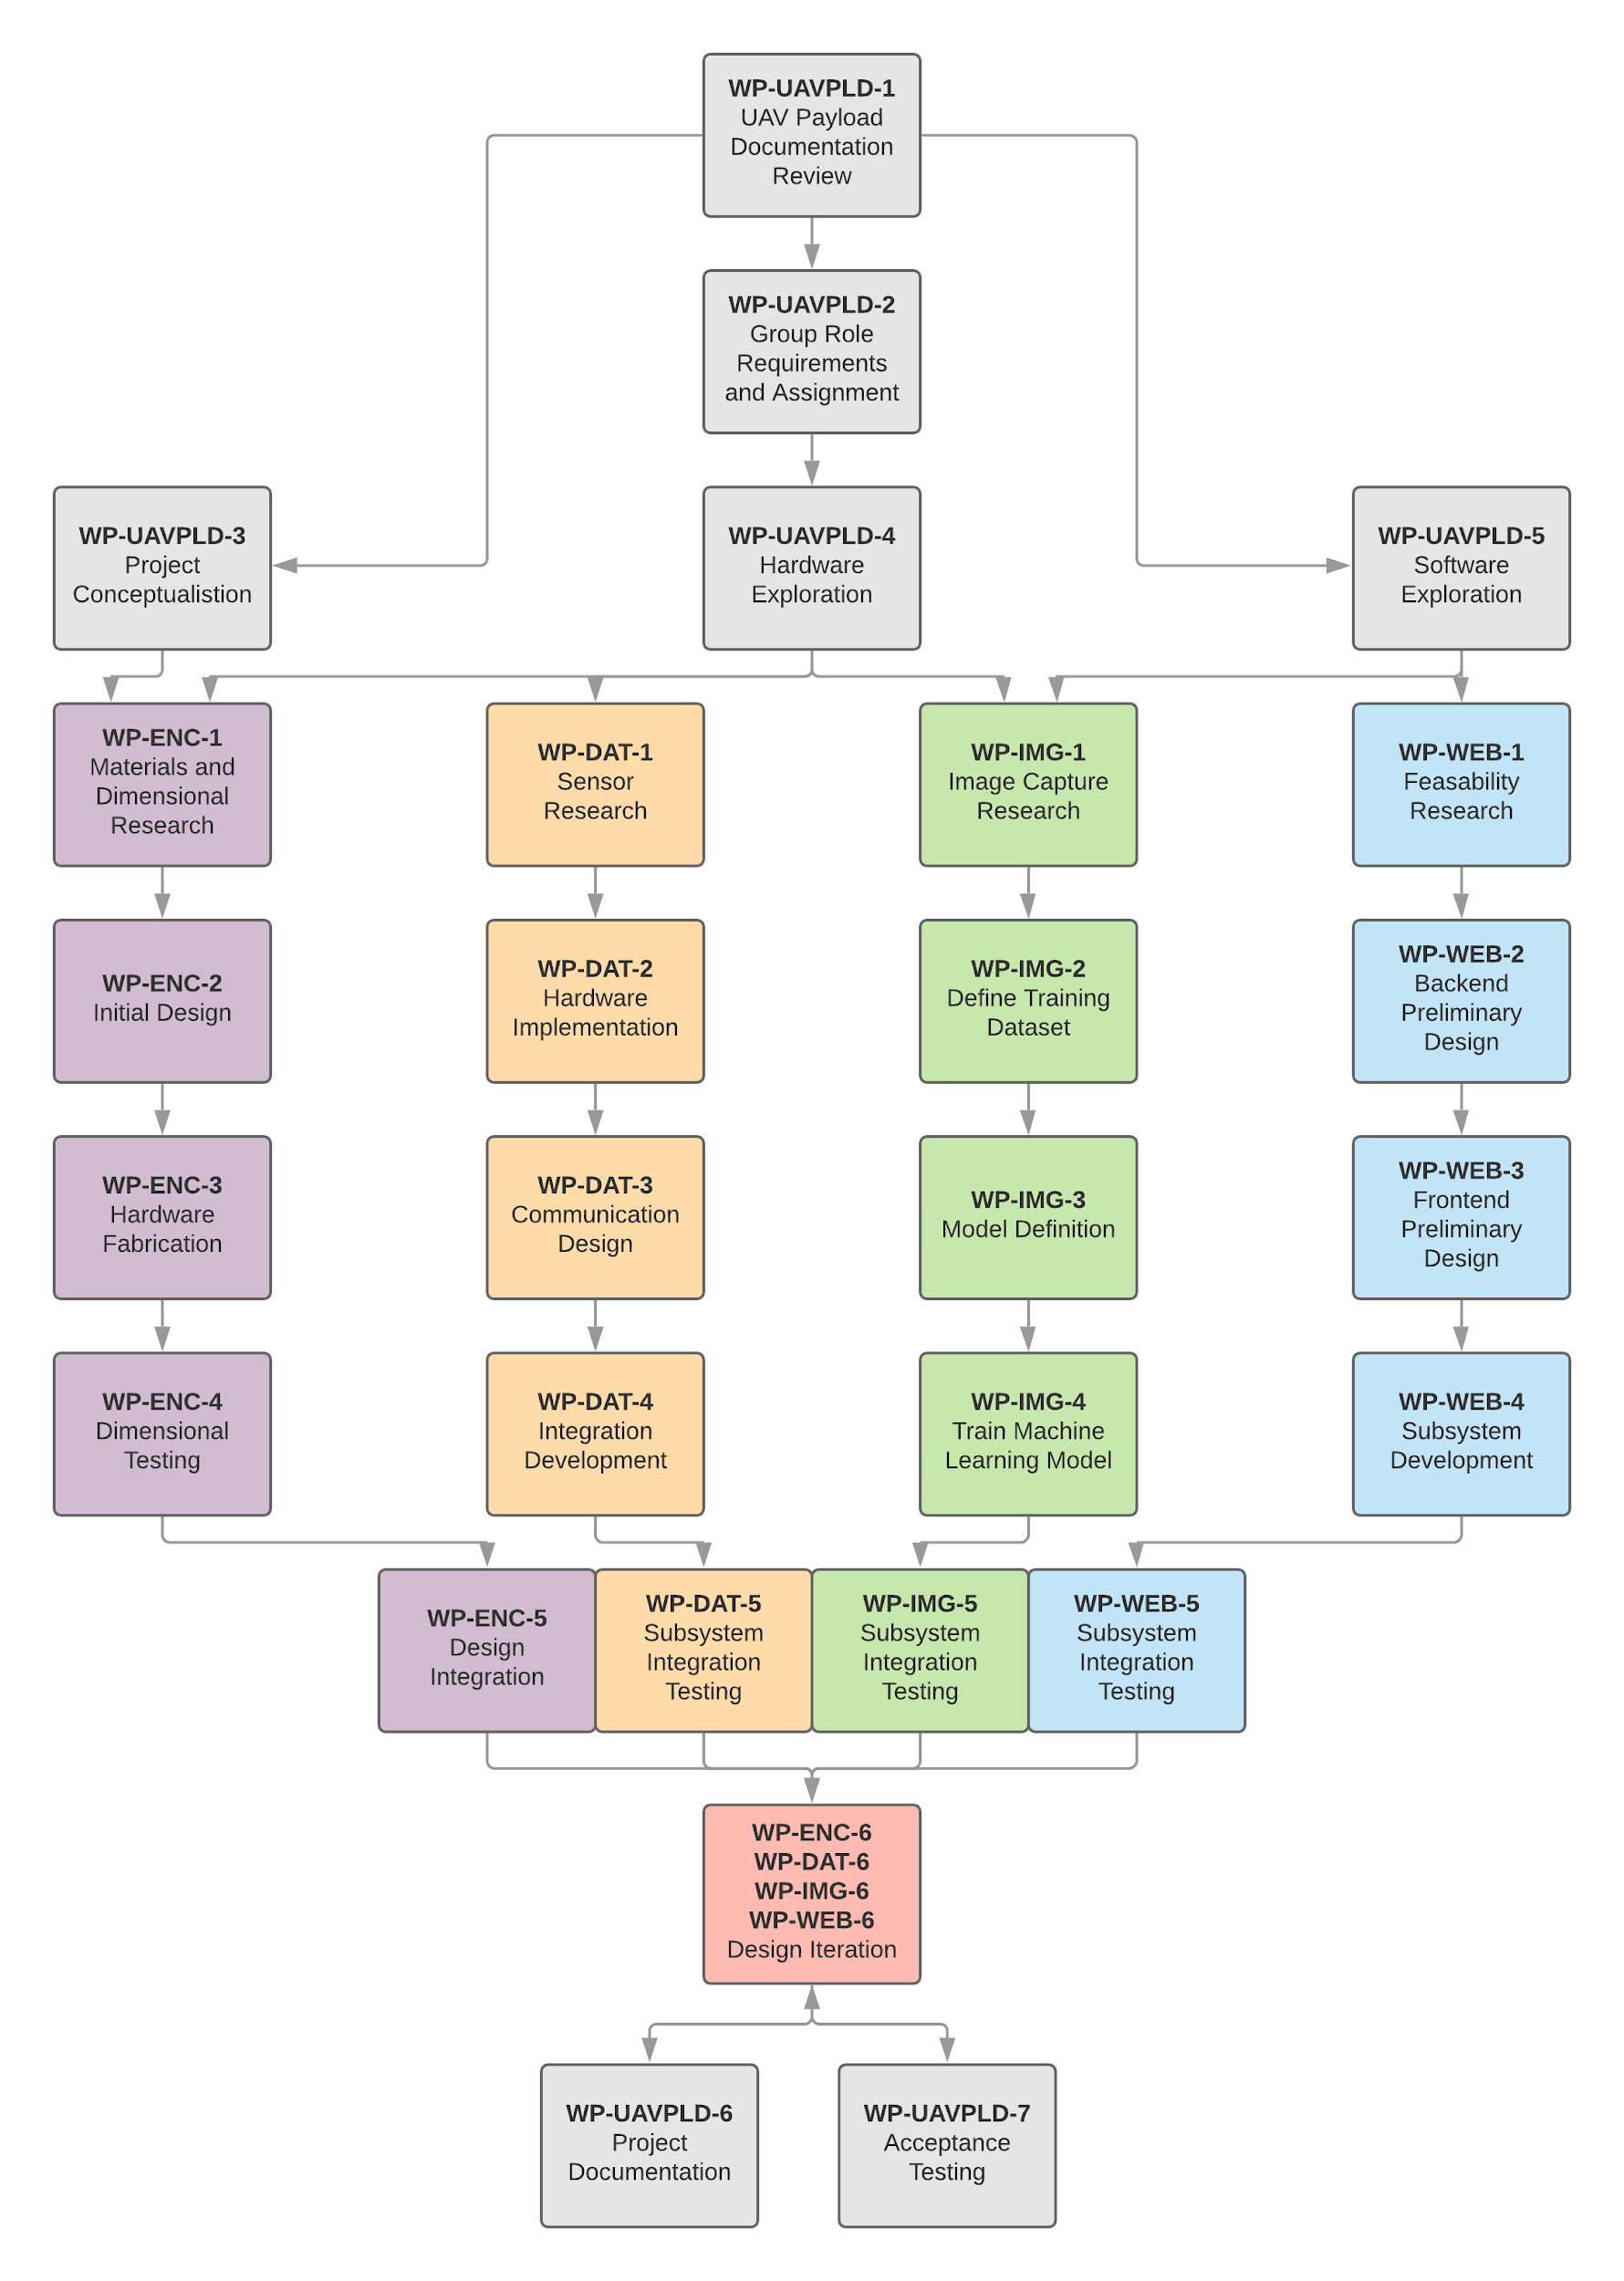 WP-UAVPLD-1
UAV Payload
Documentation
Review
WP-UAVPLD-2
Group Role
Requirements
and Assignment
WP-UAVPLD-3
Project
Conceptualistion
WP-UAVPLD-4
Hardware
Exploration
WP-UAVPLD-5
Software
Exploration
WP-ENC-1
Materials and
Dimensional
Research
WP-DAT-1
Sensor
Research
WP-IMG-1
Image Capture
Research
WP-WEB-1
Feasability
Research
WP-ENC-2
Initial Design
WP-DAT-2
Hardware
Implementation
WP-IMG-2
Define Training
Dataset
WP-WEB-2
Backend
Preliminary
Design
WP-ENC-3
Hardware
Fabrication
WP-DAT-3
Communication
Design
WP-IMG-3
Model Definition
WP-WEB-3
Frontend
Preliminary
Design
WP-ENC-4
Dimensional
Testing
WP-DAT-4
Integration
Development
WP-IMG-4
Train Machine
Learning Model
WP-WEB-4
Subsystem
Development
WP-ENC-5
Design
Integration
WP-DAT-5
Subsystem
Integration
Testing
WP-IMG-5
Subsystem
Integration
Testing
WP-WEB-5
Subsystem
Integration
Testing
WP-ENC-6
WP-DAT-6
WP-IMG-6
WP-WEB-6
Design Iteration
WP-UAVPLD-6
Project
Documentation
WP-UAVPLD-7
Acceptance
Testing